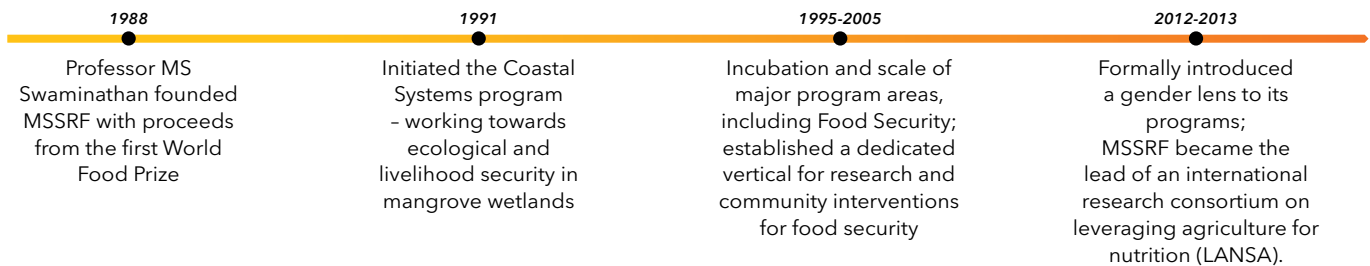 1988
Professor MS
Swaminathan founded
MSSRF with proceeds
from the first World
Food Prize
1991
Initiated the Coastal
Systems program
– working towards
ecological and
livelihood security in
mangrove wetlands
1995-2005
Incubation and scale of
major program areas,
including Food Security;
established a dedicated
vertical for research and
community interventions
for food security
2012-2013
Formally introduced
a gender lens to its
programs;
MSSRF became the
lead of an international
research consortium on
leveraging agriculture for
nutrition (LANSA).